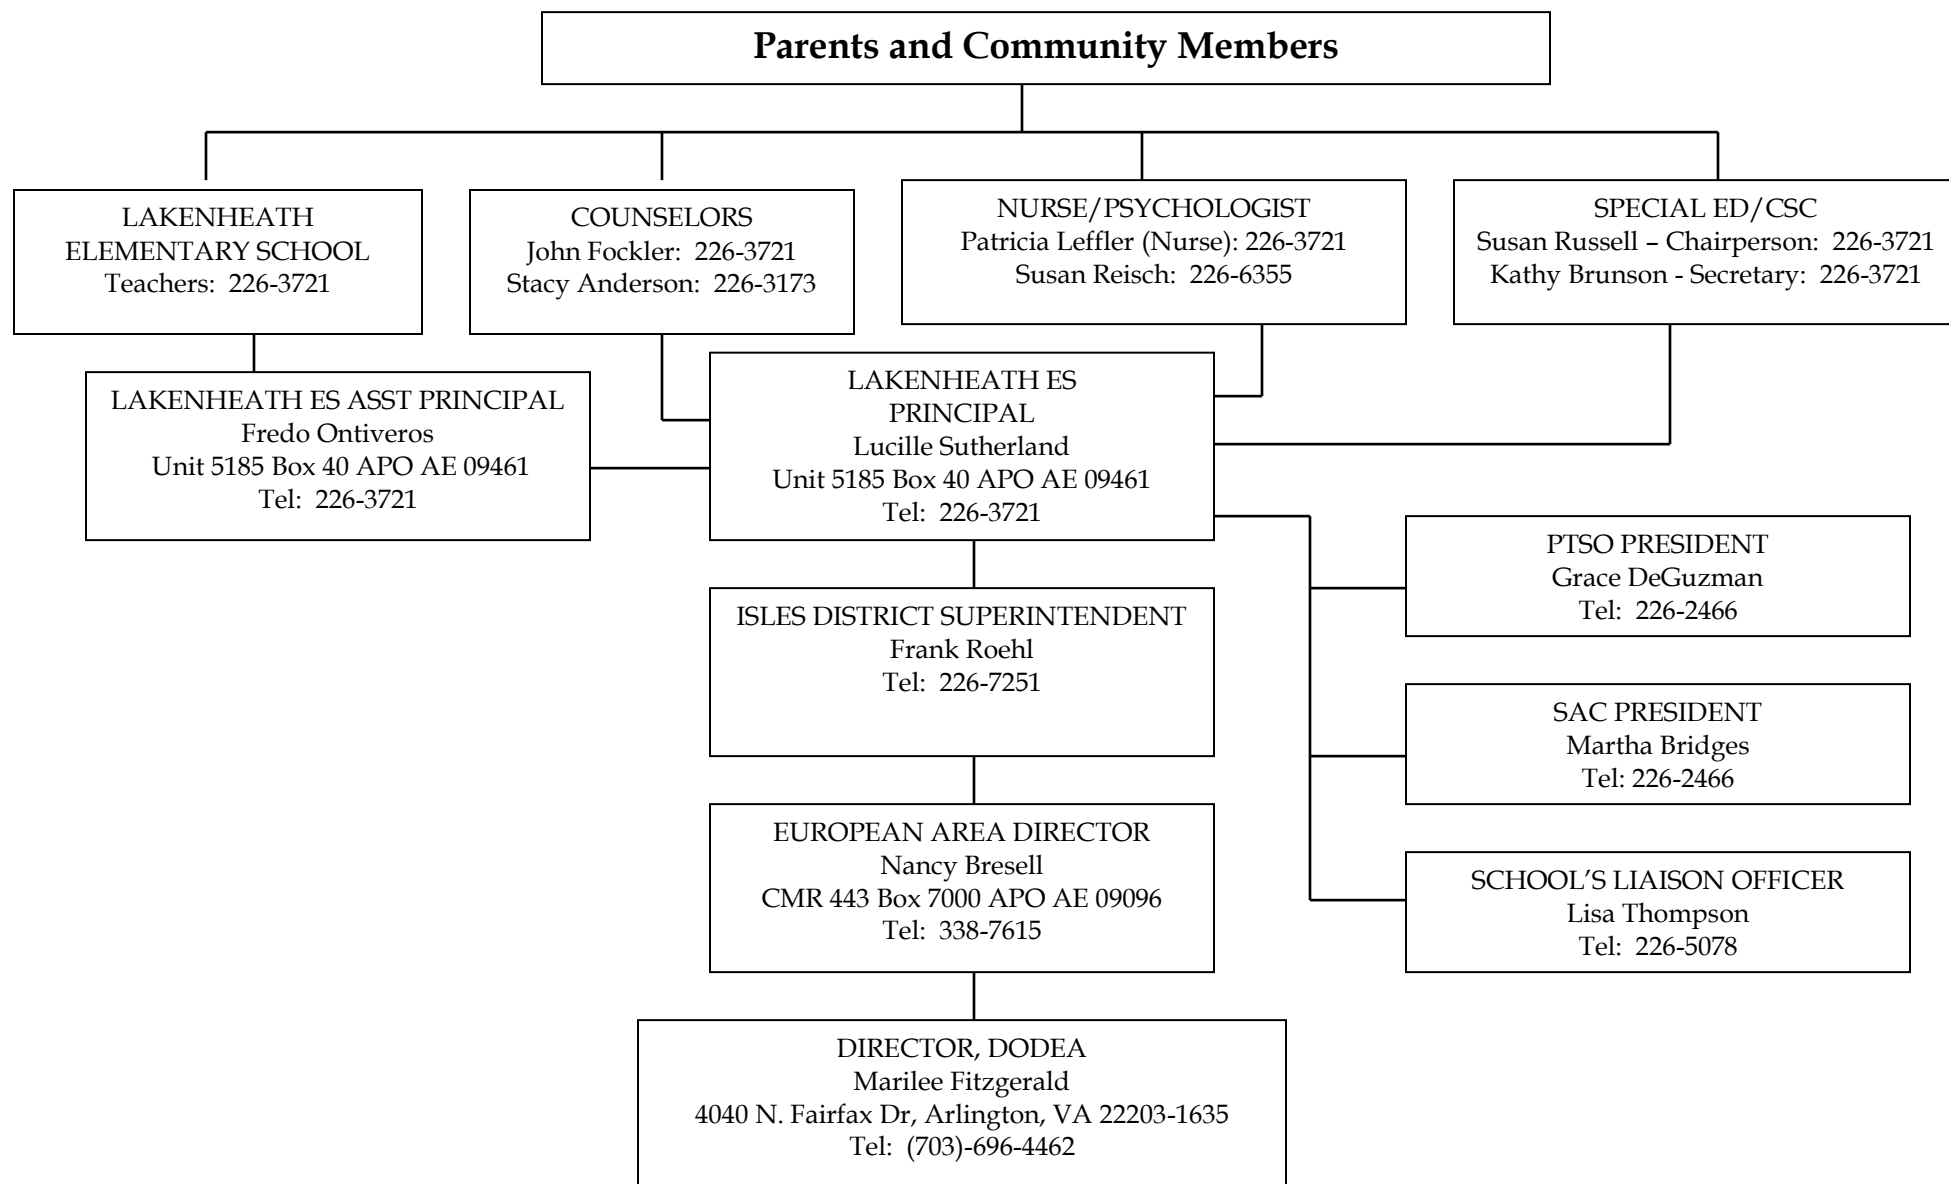 Parents and Community Members
LAKENHEATH
ELEMENTARY SCHOOL
Teachers: 226-3721
COUNSELORS
John Fockler: 226-3721
Stacy Anderson: 226-3173
NURSE/PSYCHOLOGIST
Patricia Leffler (Nurse): 226-3721
Susan Reisch: 226-6355
SPECIAL ED/CSC
Susan Russell – Chairperson: 226-3721
Kathy Brunson - Secretary: 226-3721
LAKENHEATH ES ASST PRINCIPAL
Fredo Ontiveros
Unit 5185 Box 40 APO AE 09461
Tel: 226-3721
LAKENHEATH ES
PRINCIPAL
Lucille Sutherland
Unit 5185 Box 40 APO AE 09461
Tel: 226-3721
PTSO PRESIDENT
Grace DeGuzman
Tel: 226-2466
ISLES DISTRICT SUPERINTENDENT
Frank Roehl
Tel: 226-7251
SAC PRESIDENT
Martha Bridges
Tel: 226-2466
EUROPEAN AREA DIRECTOR
Nancy Bresell
CMR 443 Box 7000 APO AE 09096
Tel: 338-7615
SCHOOL’S LIAISON OFFICER
Lisa Thompson
Tel: 226-5078
DIRECTOR, DODEA
Marilee Fitzgerald
4040 N. Fairfax Dr, Arlington, VA 22203-1635
Tel: (703)-696-4462